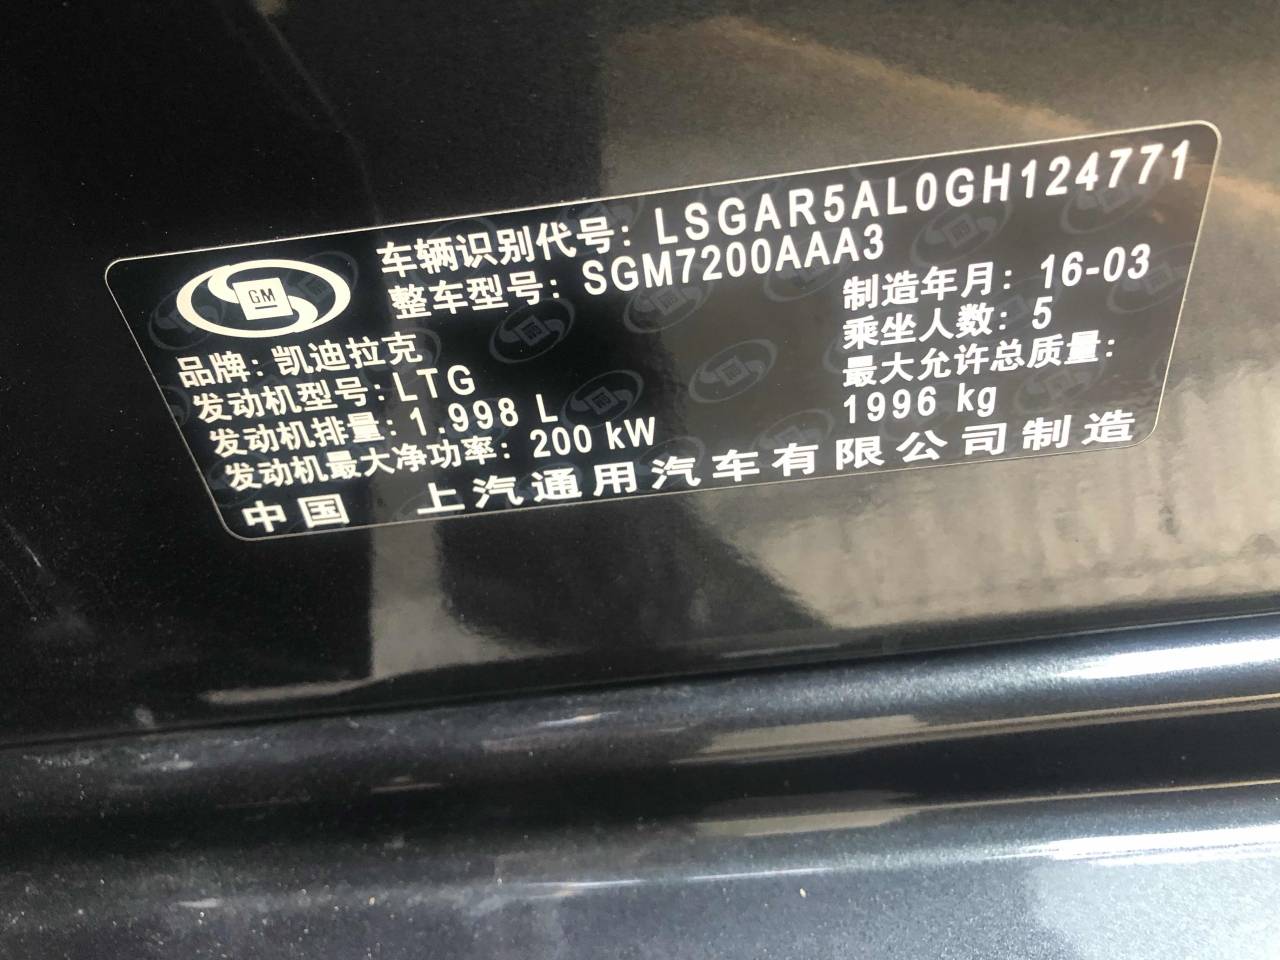 车辆识别代号：LSGAR5AL0GH124771
整车型号：SGM7200AAA3
GM
制造年月：16-03
品牌：凯迪拉克
乘坐人数：5
发动机型号：LTG
最大允许总质量：
发动机排量：1.998 L
1996 kg
发动机最大净功率：200 kW
中国 上汽通用汽车有限公司制造